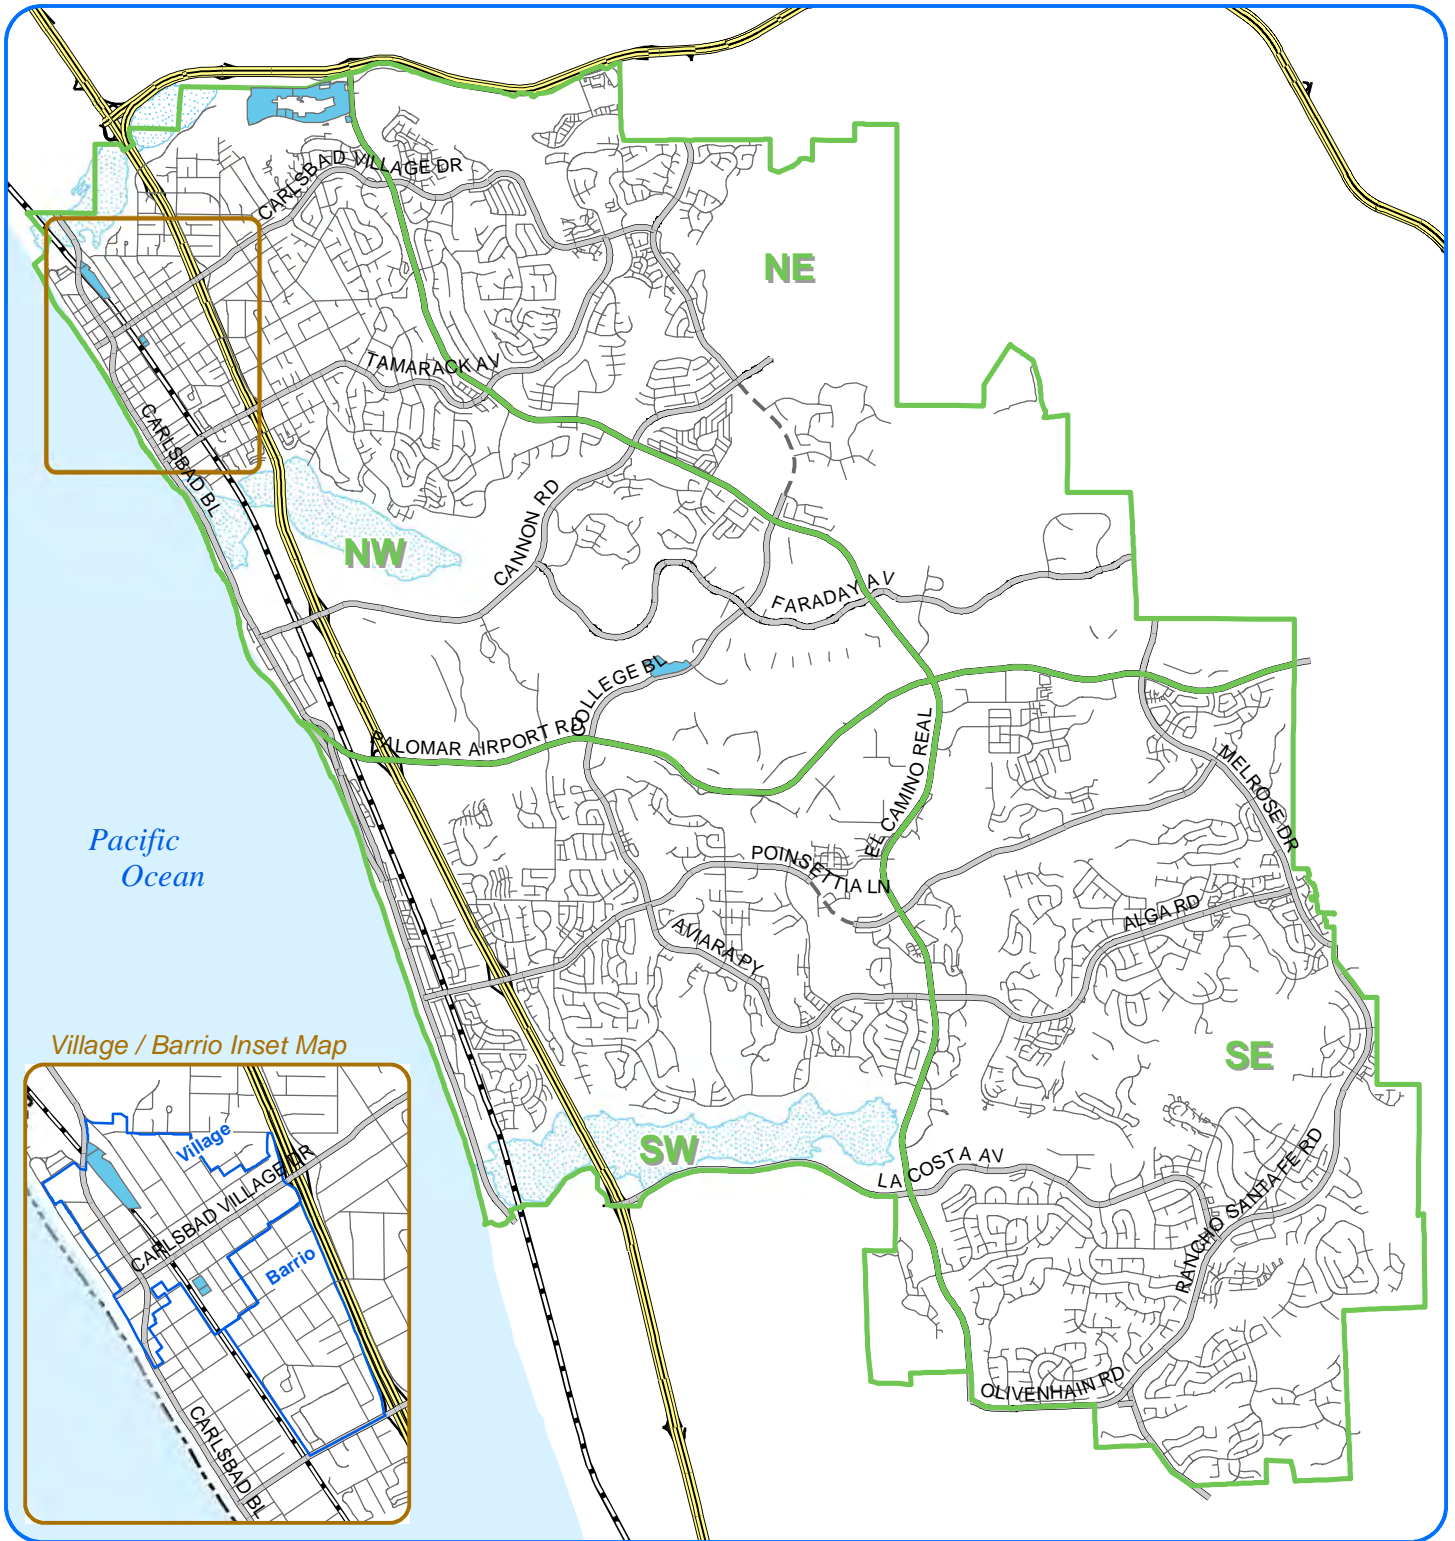 CARLSBAD VILLAGE DR
NE
TAMARACK AV
CARLSBAD BL
NW
CANNON RD
FARADAY AV
COLLEGE BL
PALOMAR AIRPORT RD
EL CAMINO REAL
MELROSE DR
Pacific
Ocean
POINSETTIA LN
ALGA RD
AVIARA PY
SE
SW
LA COSTA AV
RANCHO SANTA FE RD
OLIVENHAIN RD
Village / Barrio Inset Map
Village
CARLSBAD VILLAGE DR
Barrio
CARLSBAD BL